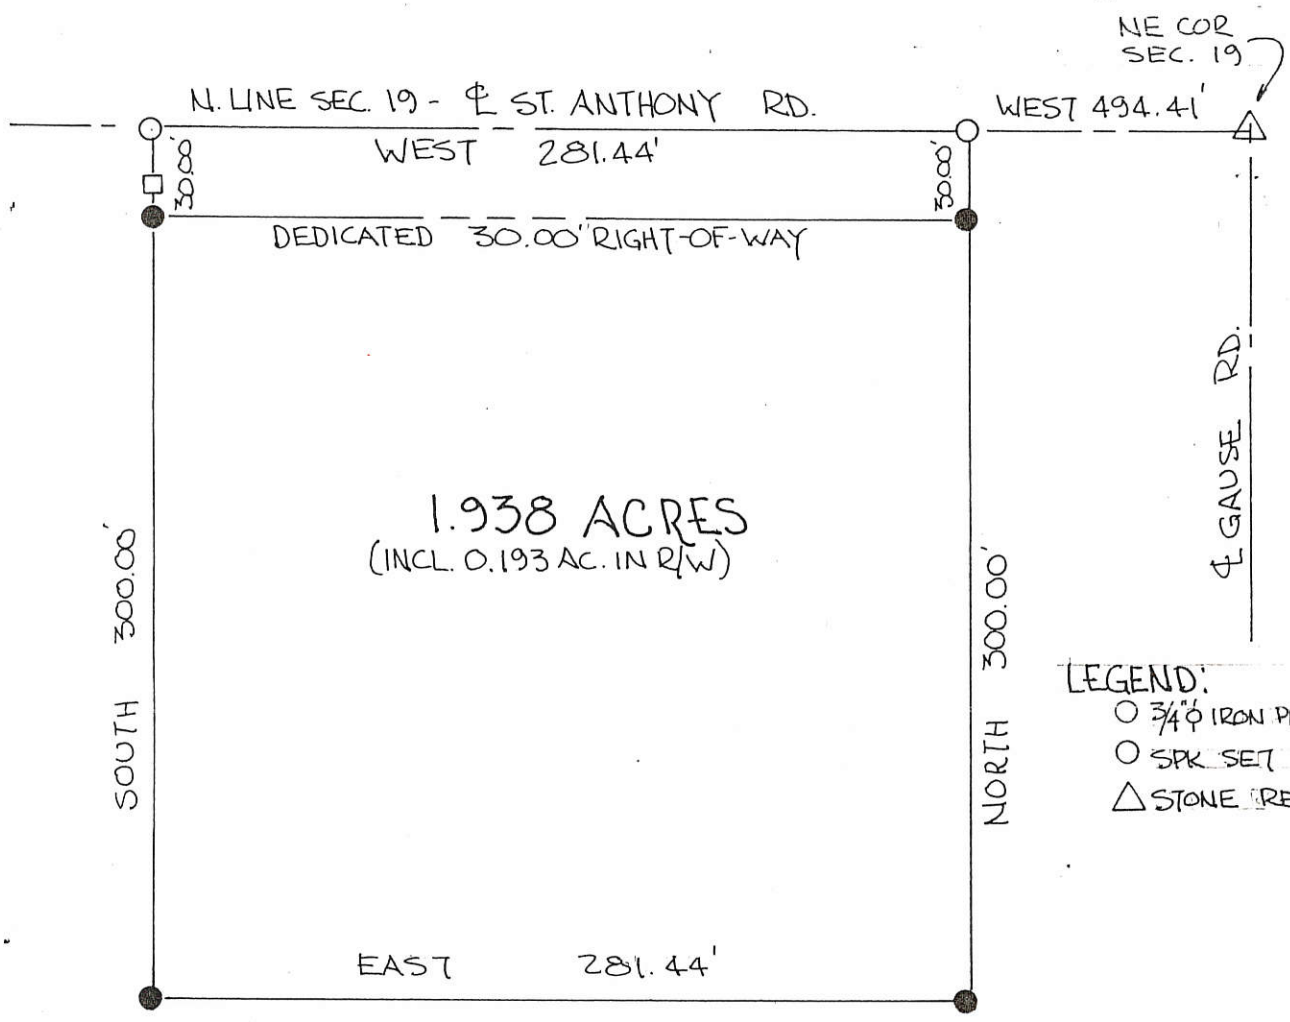 NE COR
SEC. 19
N. LINE SEC. 19 - ℄ ST. ANTHONY RD.
WEST 494.41'
WEST 281.44'
30.00'
30.00'
DEDICATED 30.00' RIGHT-OF-WAY
℄ GAUSE RD.
1.938 ACRES
(INCL. 0.193 AC. IN R/W)
SOUTH 300.00'
NORTH 300.00'
LEGEND:
3/4"φ IRON
SPK SET
STONE
EAST 281.44'